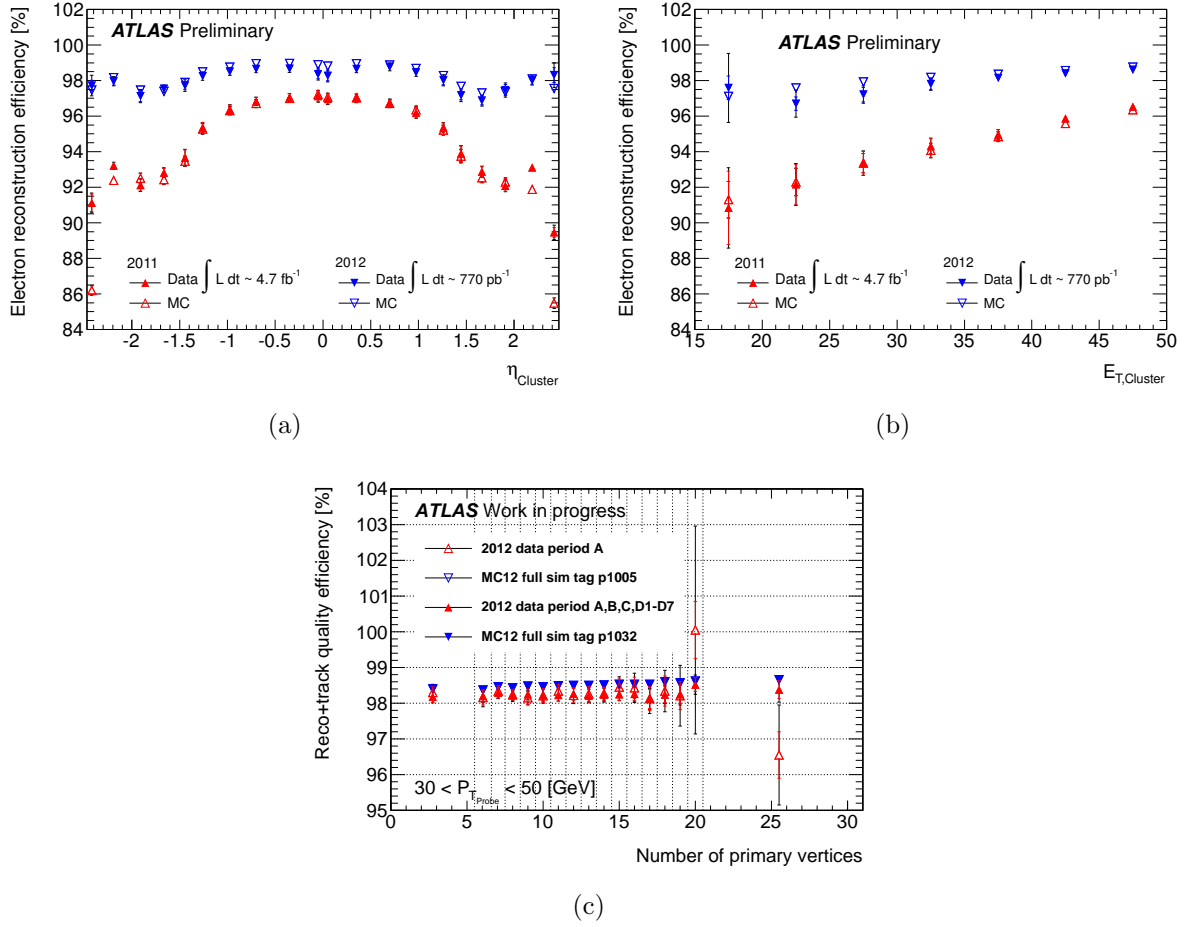 Electron reconstruction efficiency [%]
ATLAS Preliminary
100
98
96
94
92
90
88
86
84
2011
Data ∫ L dt ~ 4.7 fb⁻¹
MC
2012
Data ∫ L dt ~ 770 pb⁻¹
MC
-2 -1.5 -1 -0.5 0 0.5 1 1.5 2
η_Cluster
(a)
Electron reconstruction efficiency [%]
ATLAS Preliminary
102
100
98
96
94
92
90
88
86
84
2011
Data ∫ L dt ~ 4.7 fb⁻¹
MC
2012
Data ∫ L dt ~ 770 pb⁻¹
MC
15 20 25 30 35 40 45 50
E_T,Cluster
(b)
Reco+track quality efficiency [%]
104
103
102
101
100
99
98
97
96
95
ATLAS Work in progress
2012 data period A
MC12 full sim tag p1005
2012 data period A,B,C,D1-D7
MC12 full sim tag p1032
30 < P_T,Probe < 50 [GeV]
0 5 10 15 20 25 30
Number of primary vertices
(c)